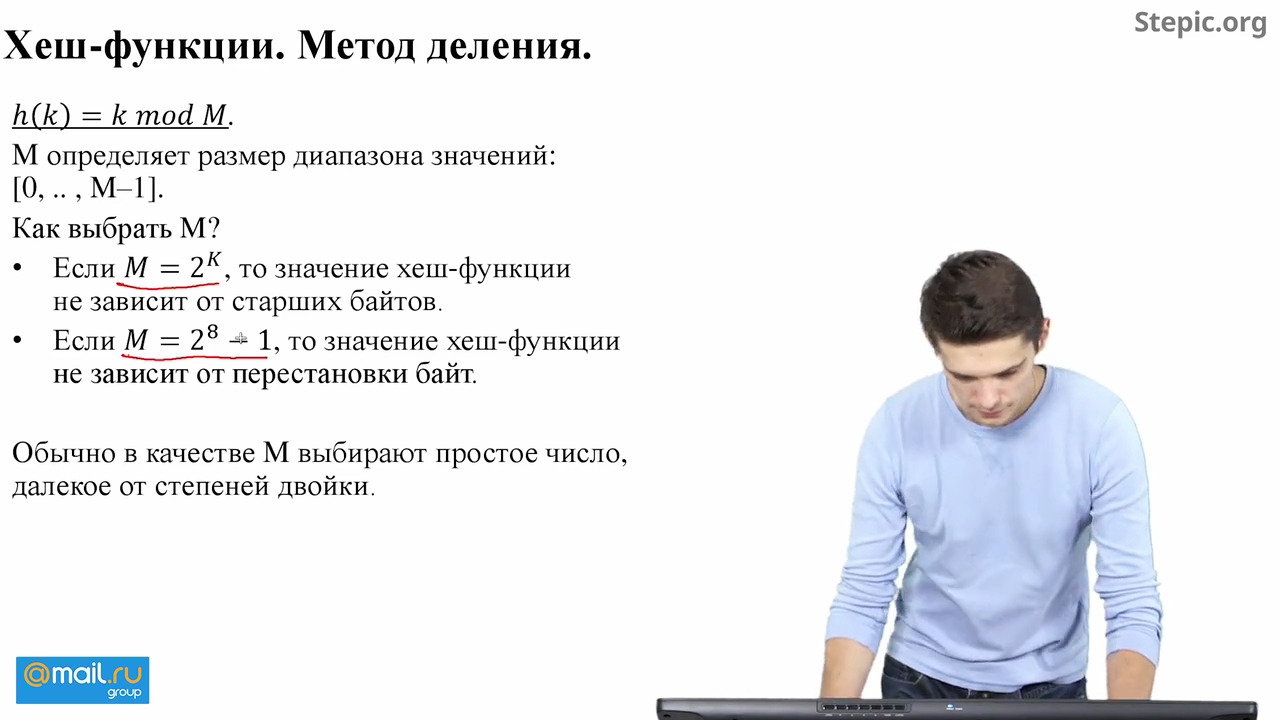 Stepic.org
Хеш-функции. Метод деления.
h(k) = k mod M.
M определяет размер диапазона значений:
[0, .. , M–1].
Как выбрать M?
• Если M = 2^K, то значение хеш-функции
не зависит от старших байтов.
• Если M = 2^8 − 1, то значение хеш-функции
не зависит от перестановки байт.
Обычно в качестве M выбирают простое число,
далекое от степеней двойки.
@mail.ru
group